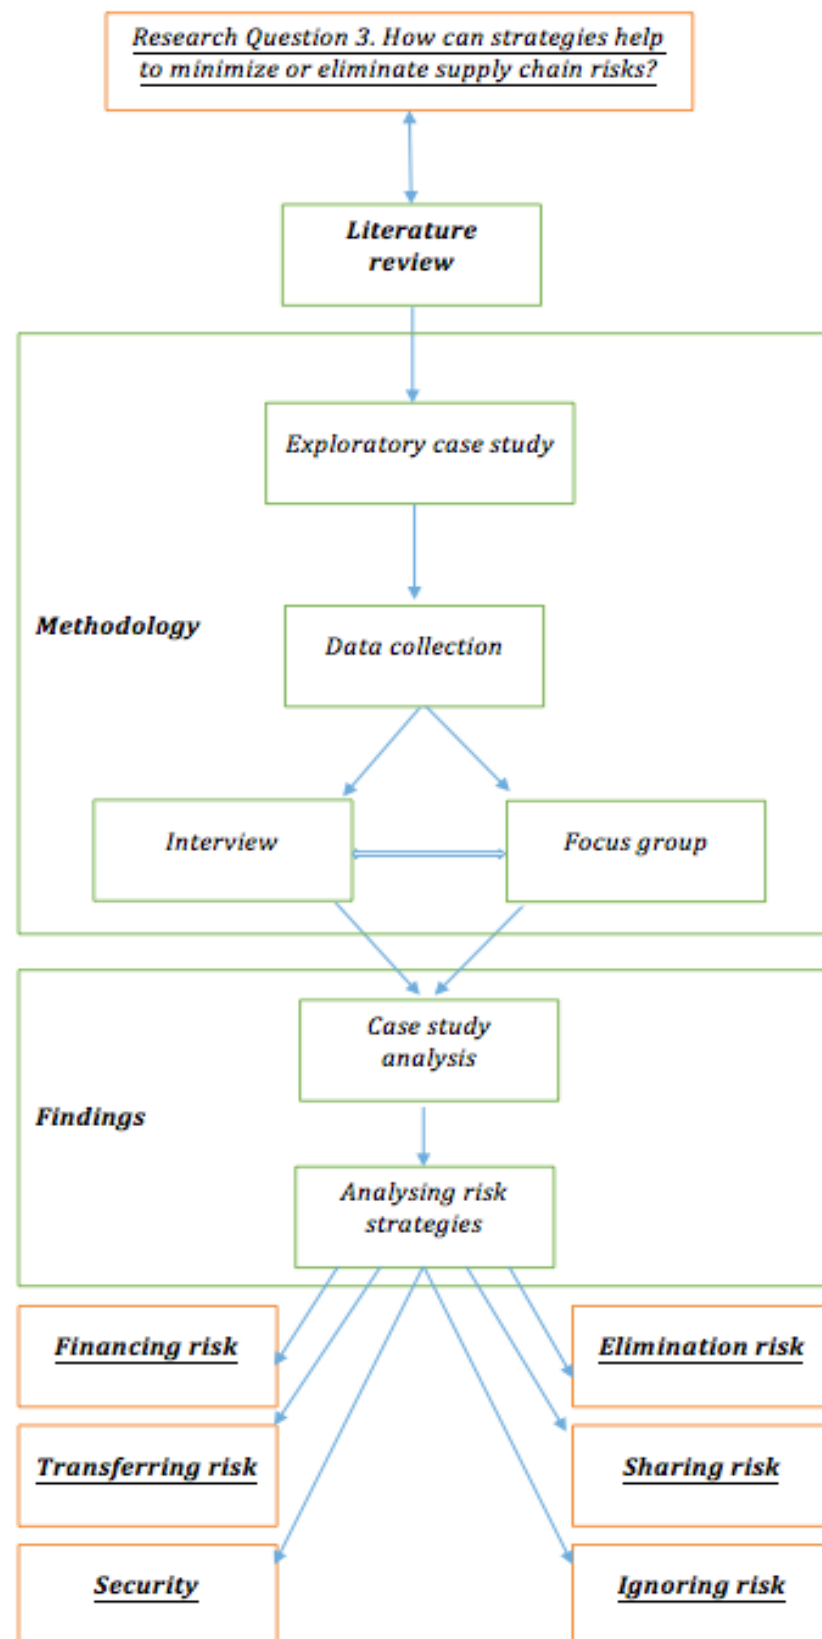 Research Question 3. How can strategies help
to minimize or eliminate supply chain risks?
Literature
review
Exploratory case study
Methodology
Data collection
Interview
Focus group
Case study
analysis
Findings
Analysing risk
strategies
Financing risk
Elimination risk
Transferring risk
Sharing risk
Security
Ignoring risk